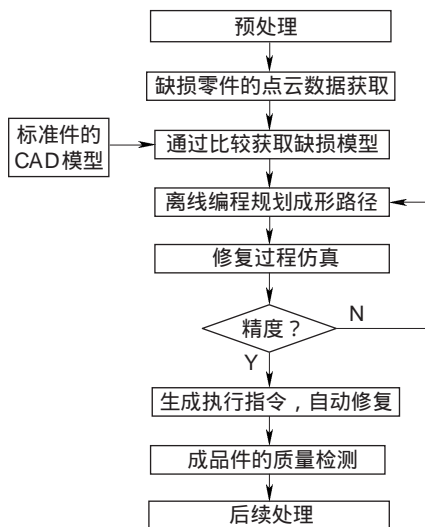 预处理
缺损零件的点云数据获取
标准件的
CAD模型
通过比较获取缺损模型
离线编程规划成形路径
修复过程仿真
精度？
N
Y
生成执行指令，自动修复
成品件的质量检测
后续处理